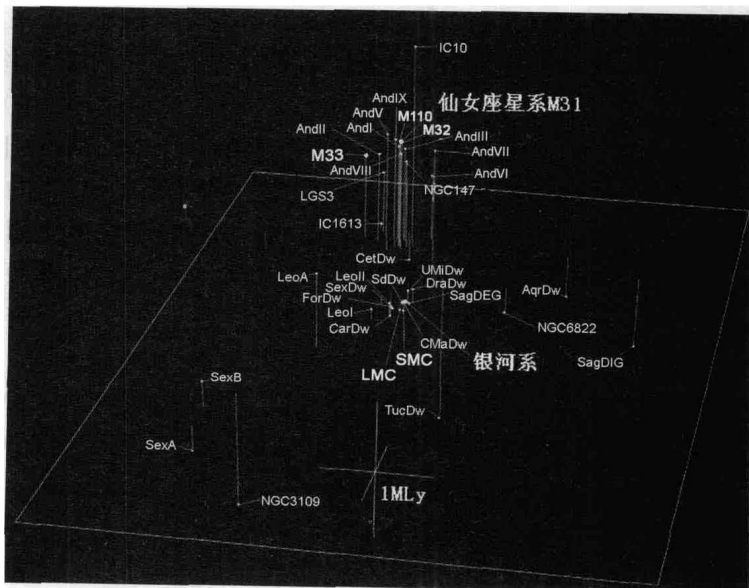 IC10
仙女座星系M31
AndIX
AndV
M110
AndII
AndI
M32
AndIII
M33
AndVII
AndVIII
AndVI
LGS3
NGC147
IC1613
CetDw
LeoA
LeoII
UMiDw
SexDw
SdDw
DraDw
ForDw
SagDEG
AqrDw
LeoI
CarDw
NGC6822
CMaDw
SMC
银河系
SagDIG
LMC
SexB
TucDw
SexA
1MLy
NGC3109